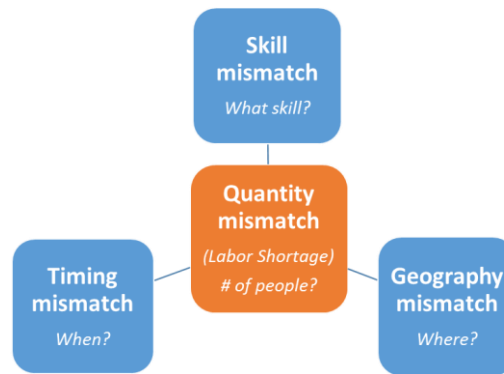 Skill
mismatch
What skill?
Quantity
mismatch
(Labor Shortage)
# of people?
Timing
mismatch
When?
Geography
mismatch
Where?